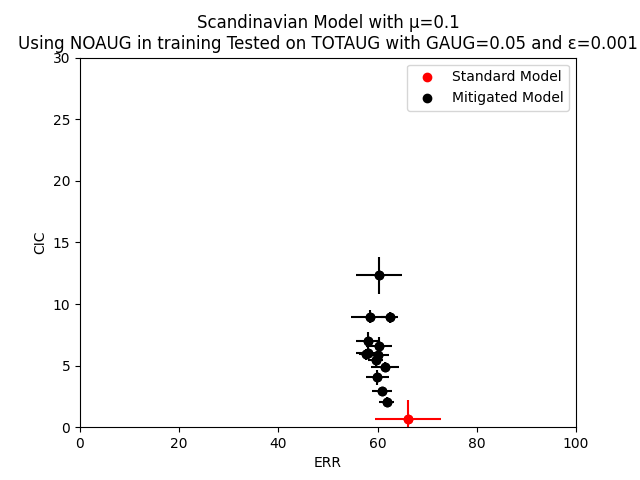 Scandinavian Model with μ=0.1
Using NOAUG in training Tested on TOTAUG with GAUG=0.05 and ε=0.001
Standard Model
Mitigated Model
30
25
20
15
10
5
0
CIC
0 20 40 60 80 100
ERR